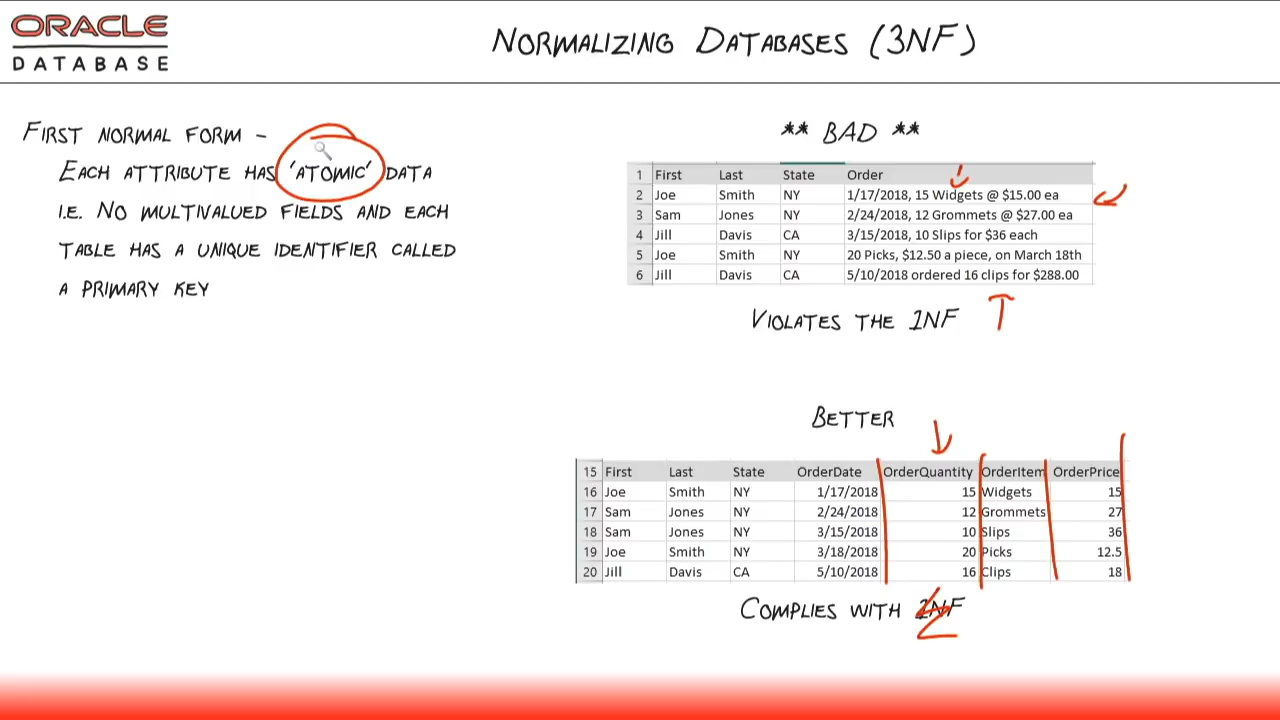 ORACLE
DATABASE
NORMALIZING DATABASES (3NF)
FIRST NORMAL FORM –
EACH ATTRIBUTE HAS 'ATOMIC' DATA
I.E. NO MULTIVALUED FIELDS AND EACH
TABLE HAS A UNIQUE IDENTIFIER CALLED
A PRIMARY KEY
** BAD **
1 First Last State Order
2 Joe Smith NY 1/17/2018, 15 Widgets @ $15.00 ea
3 Sam Jones NY 2/24/2018, 12 Grommets @ $27.00 ea
4 Jill Davis CA 3/15/2018, 10 Slips for $36 each
5 Joe Smith NY 20 Picks, $12.50 a piece, on March 18th
6 Jill Davis CA 5/10/2018 ordered 16 clips for $288.00
VIOLATES THE 1NF
BETTER
15 First Last State OrderDate OrderQuantity OrderItem OrderPrice
16 Joe Smith NY 1/17/2018 15 Widgets 15
17 Sam Jones NY 2/24/2018 12 Grommets 27
18 Sam Jones NY 3/15/2018 10 Slips 36
19 Joe Smith NY 3/18/2018 20 Picks 12.5
20 Jill Davis CA 5/10/2018 16 Clips 18
COMPLIES WITH